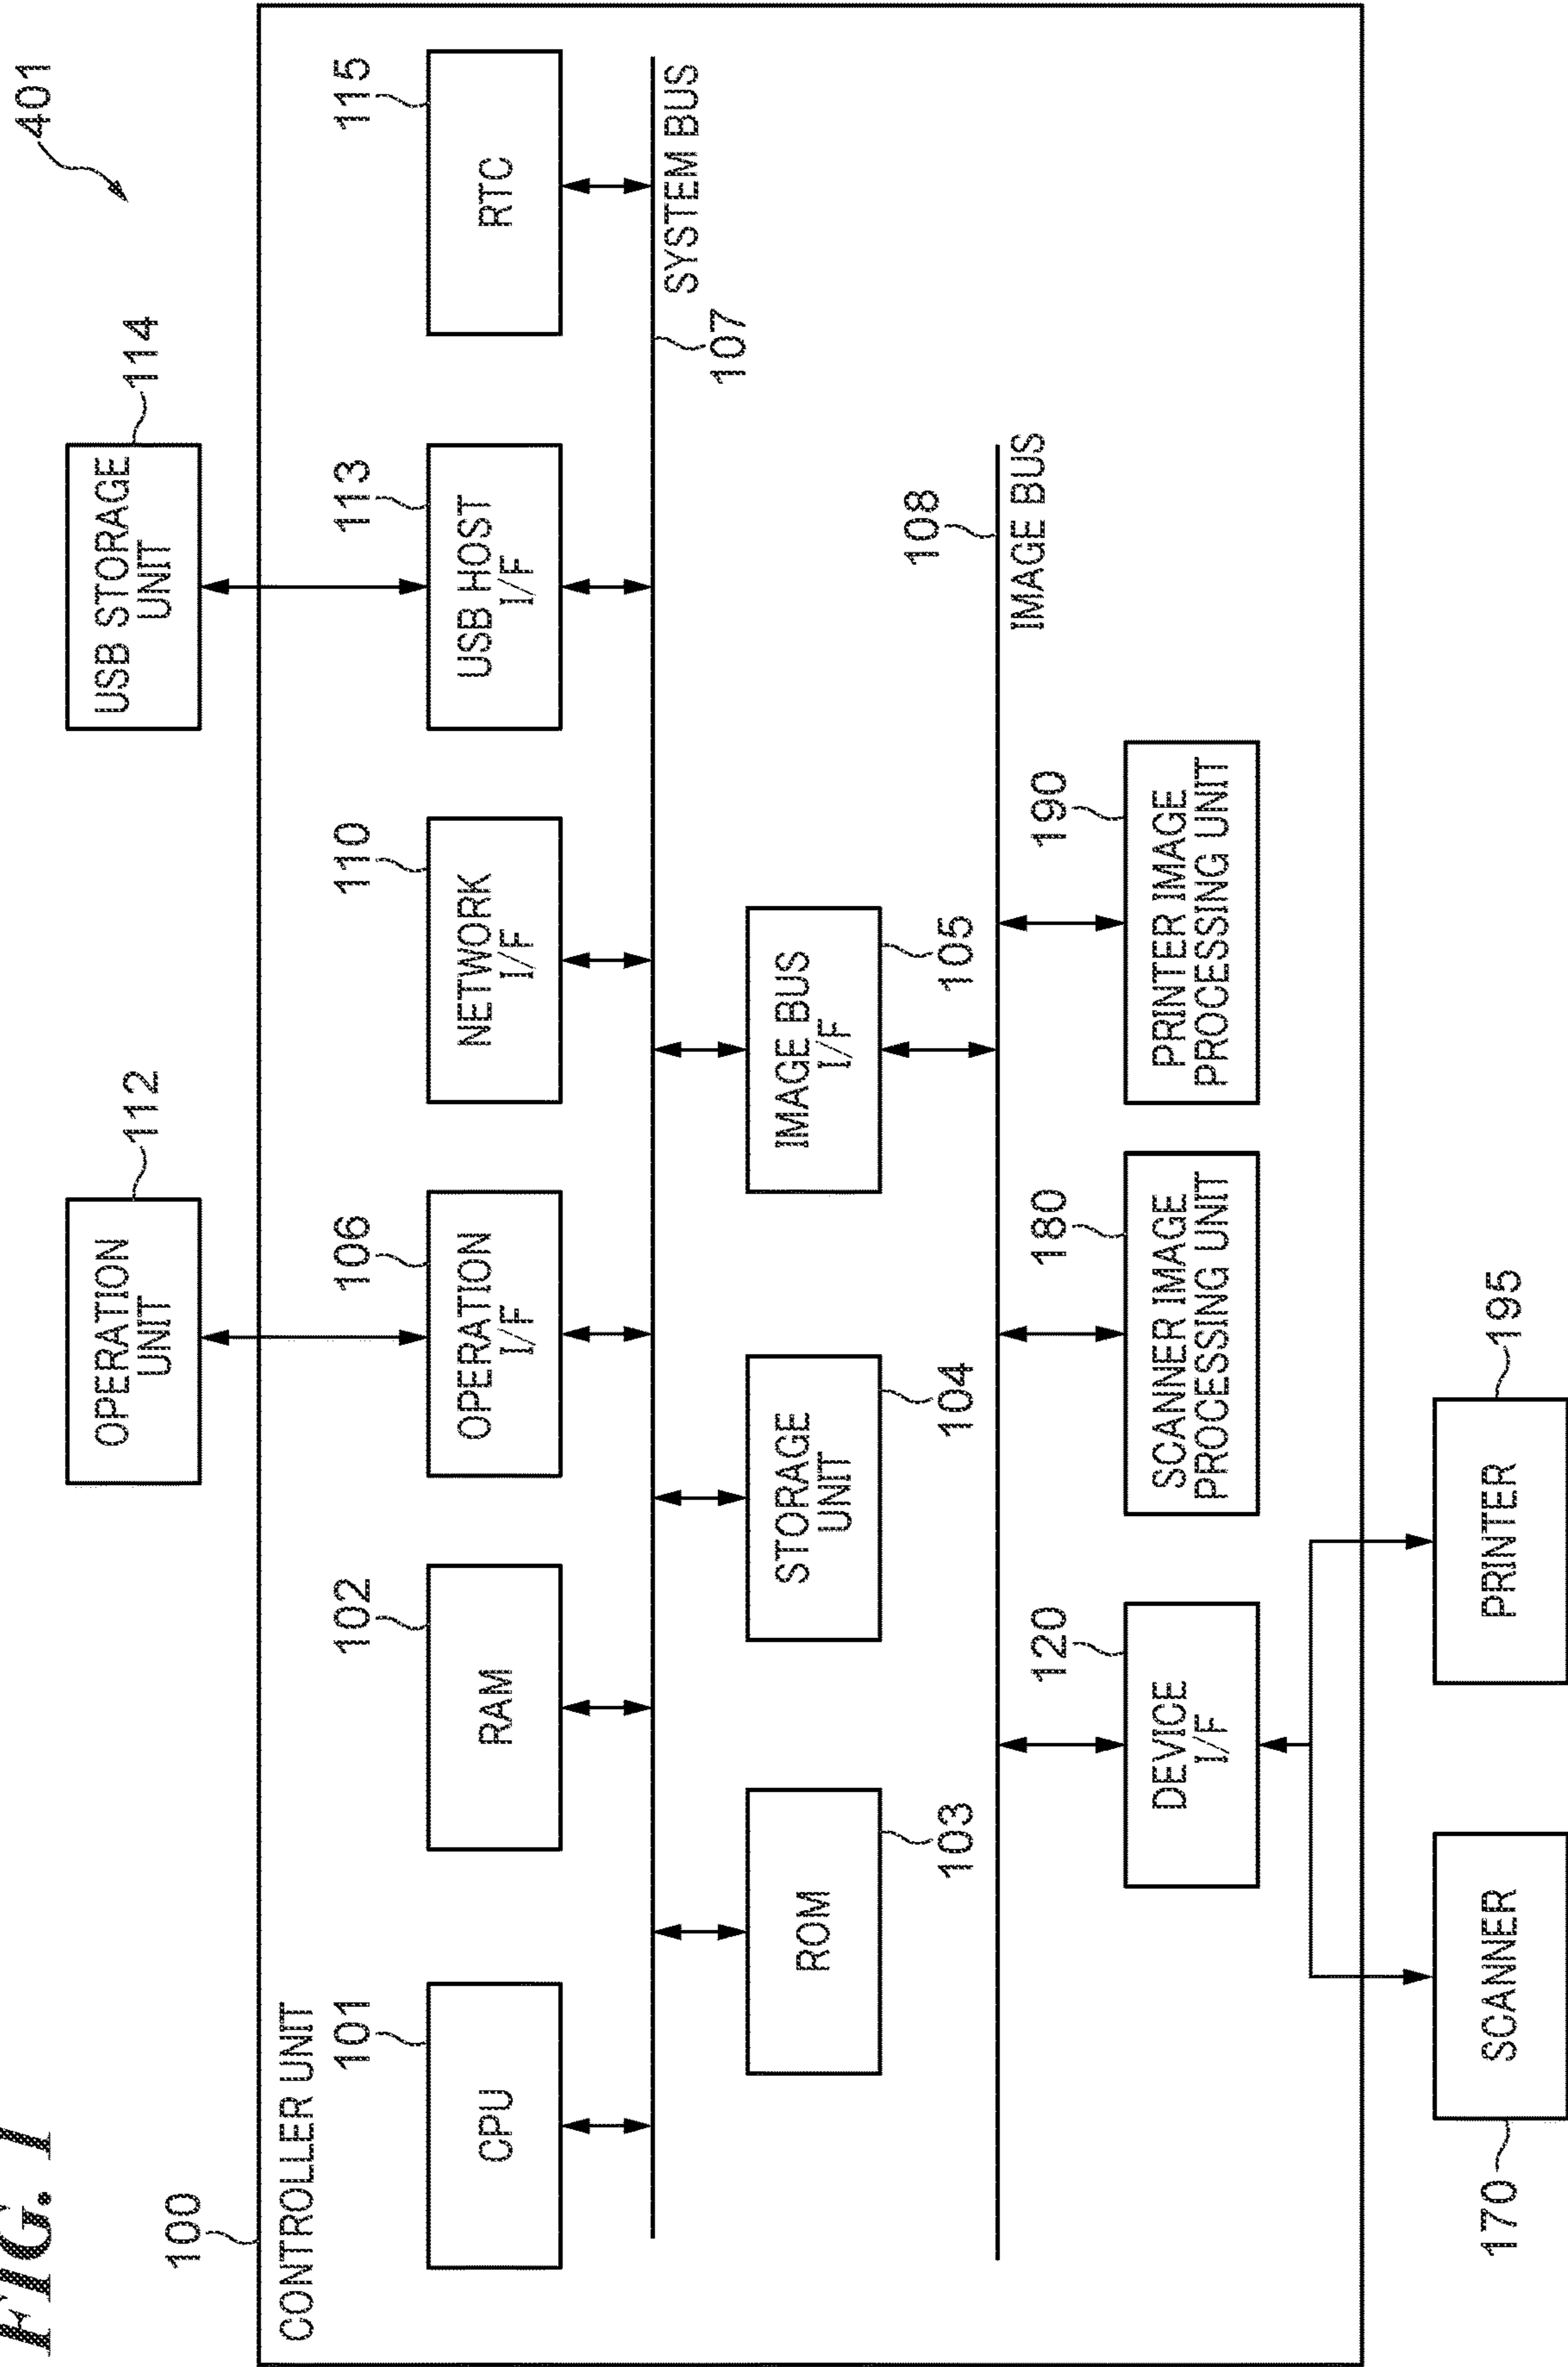 FIG. 1
401
100
CONTROLLER UNIT
OPERATION
UNIT
112
USB STORAGE
UNIT
114
101
CPU
102
RAM
106
OPERATION
I/F
110
NETWORK
I/F
113
USB HOST
I/F
115
RTC
SYSTEM BUS
107
ROM
103
STORAGE
UNIT
104
IMAGE BUS
I/F
105
108
IMAGE BUS
120
DEVICE
I/F
180
SCANNER IMAGE
PROCESSING UNIT
190
PRINTER IMAGE
PROCESSING UNIT
170
SCANNER
PRINTER
195